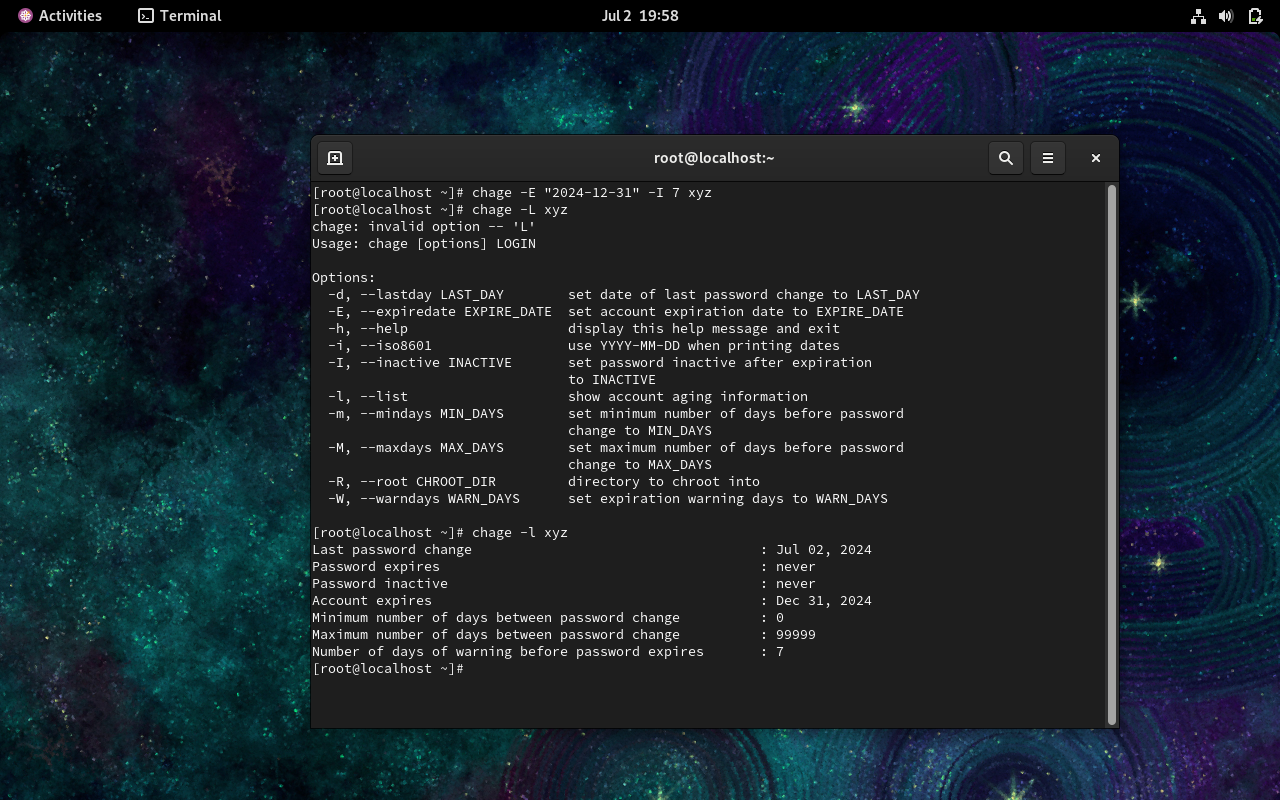 Activities Terminal Jul 2 19:58
root@localhost:~
[root@localhost ~]# chage -E "2024-12-31" -I 7 xyz
[root@localhost ~]# chage -L xyz
chage: invalid option -- 'L'
Usage: chage [options] LOGIN

Options:
  -d, --lastday LAST_DAY        set date of last password change to LAST_DAY
  -E, --expiredate EXPIRE_DATE  set account expiration date to EXPIRE_DATE
  -h, --help                    display this help message and exit
  -i, --iso8601                 use YYYY-MM-DD when printing dates
  -I, --inactive INACTIVE       set password inactive after expiration
                                to INACTIVE
  -l, --list                    show account aging information
  -m, --mindays MIN_DAYS        set minimum number of days before password
                                change to MIN_DAYS
  -M, --maxdays MAX_DAYS        set maximum number of days before password
                                change to MAX_DAYS
  -R, --root CHROOT_DIR         directory to chroot into
  -W, --warndays WARN_DAYS      set expiration warning days to WARN_DAYS

[root@localhost ~]# chage -l xyz
Last password change                                    : Jul 02, 2024
Password expires                                        : never
Password inactive                                       : never
Account expires                                         : Dec 31, 2024
Minimum number of days between password change          : 0
Maximum number of days between password change          : 99999
Number of days of warning before password expires       : 7
[root@localhost ~]#